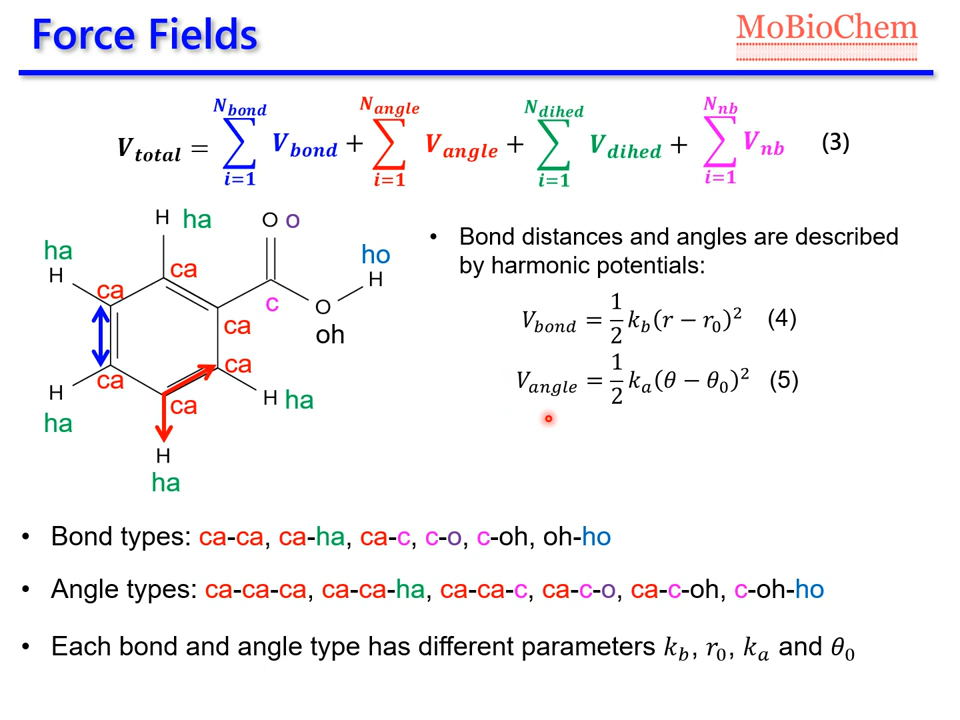 Force Fields
MoBioChem
V_total = ∑_{i=1}^{N_bond} V_bond + ∑_{i=1}^{N_angle} V_angle + ∑_{i=1}^{N_dihed} V_dihed + ∑_{i=1}^{N_nb} V_nb (3)
H ha
O o
ha
H
ho
H
ca
ca
c
O
oh
ca
ca
ca
ca
H
ha
H ha
H
ha
• Bond distances and angles are described
by harmonic potentials:
V_bond = 1/2 k_b (r − r_0)^2 (4)
V_angle = 1/2 k_a (θ − θ_0)^2 (5)
• Bond types: ca-ca, ca-ha, ca-c, c-o, c-oh, oh-ho
• Angle types: ca-ca-ca, ca-ca-ha, ca-ca-c, ca-c-o, ca-c-oh, c-oh-ho
• Each bond and angle type has different parameters k_b, r_0, k_a and θ_0